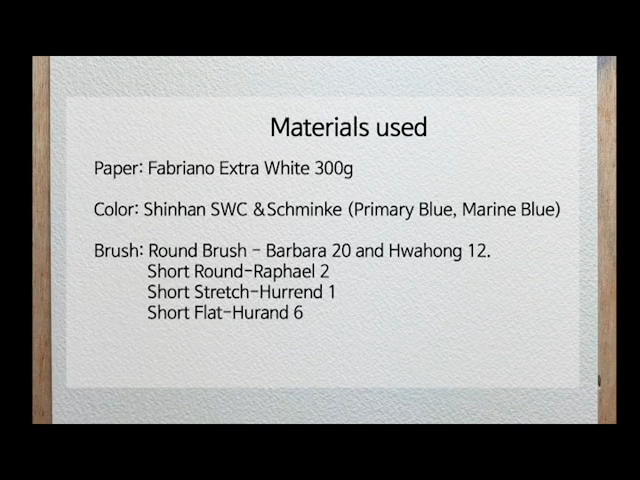 Materials used
Paper: Fabriano Extra White 300g
Color: Shinhan SWC & Schminke (Primary Blue, Marine Blue)
Brush: Round Brush - Barbara 20 and Hwahong 12.
Short Round-Raphael 2
Short Stretch-Hurrend 1
Short Flat-Hurand 6